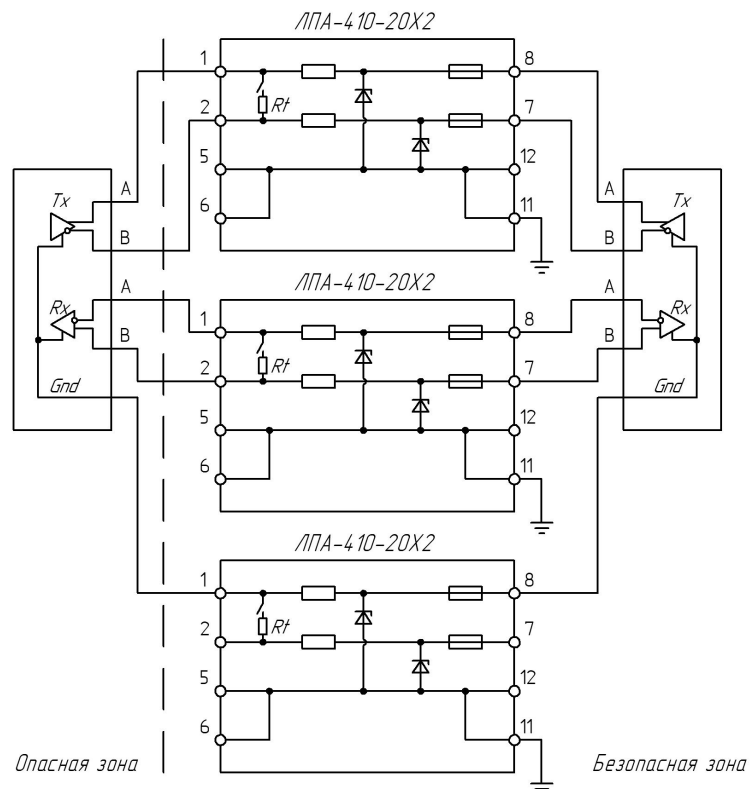 ЛПА-410-20Х2
1
8
Rt
2
7
5
12
6
11
Tx
A
B
A
B
Rx
Gnd
A
Tx
B
A
Rx
B
Gnd
ЛПА-410-20Х2
1
8
Rt
2
7
5
12
6
11
ЛПА-410-20Х2
1
8
Rt
2
7
5
12
6
11
Опасная зона
Безопасная зона